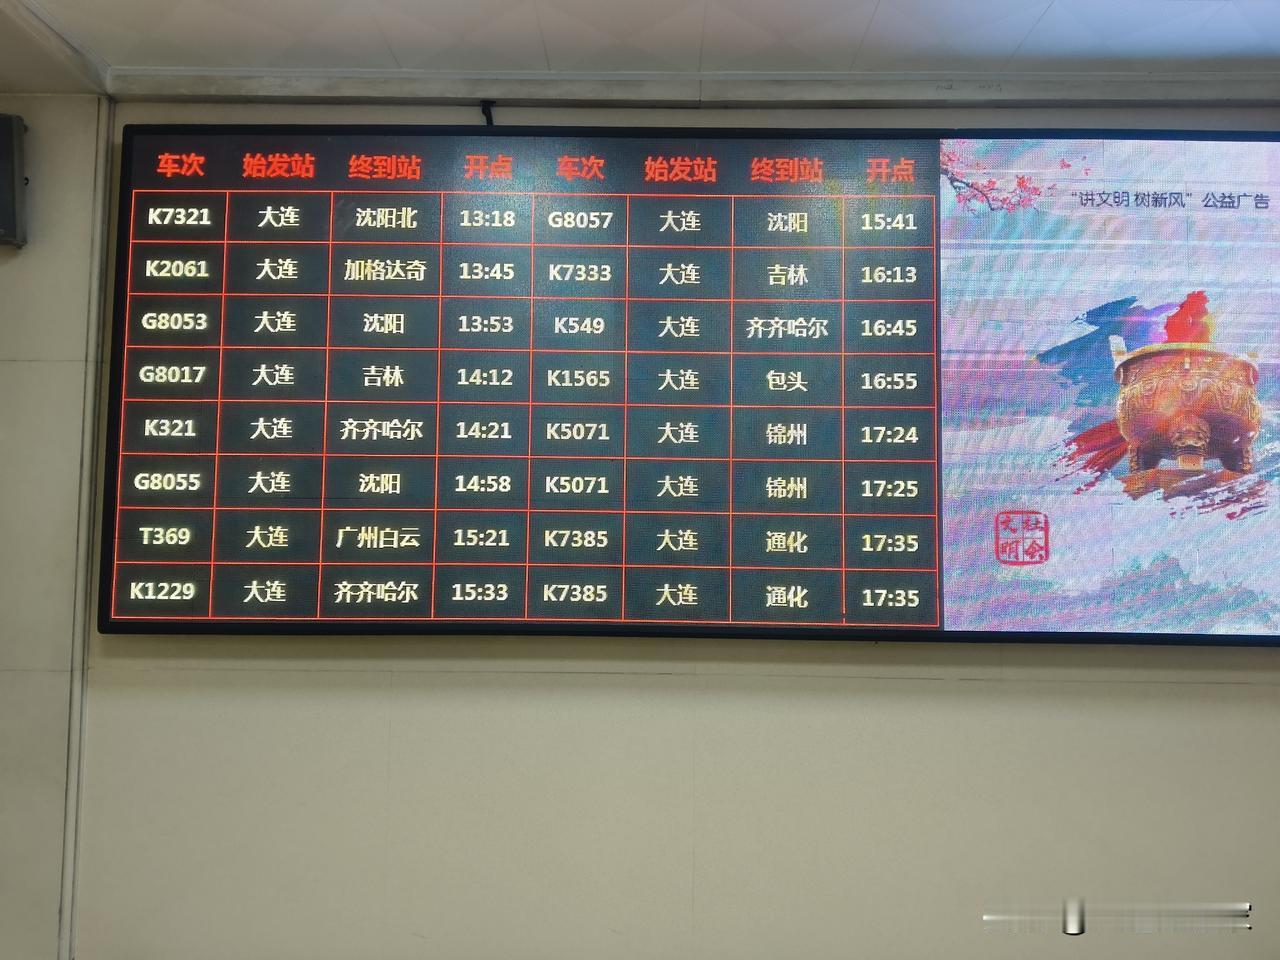 车次 始发站 终到站 开点 车次 始发站 终到站 开点
K7321 大连 沈阳北 13:18 G8057 大连 沈阳 15:41
K2061 大连 加格达奇 13:45 K7333 大连 吉林 16:13
G8053 大连 沈阳 13:53 K549 大连 齐齐哈尔 16:45
G8017 大连 吉林 14:12 K1565 大连 包头 16:55
K321 大连 齐齐哈尔 14:21 K5071 大连 锦州 17:24
G8055 大连 沈阳 14:58 K5071 大连 锦州 17:25
T369 大连 广州白云 15:21 K7385 大连 通化 17:35
K1229 大连 齐齐哈尔 15:33 K7385 大连 通化 17:35
“讲文明 树新风”公益广告
社会
文明